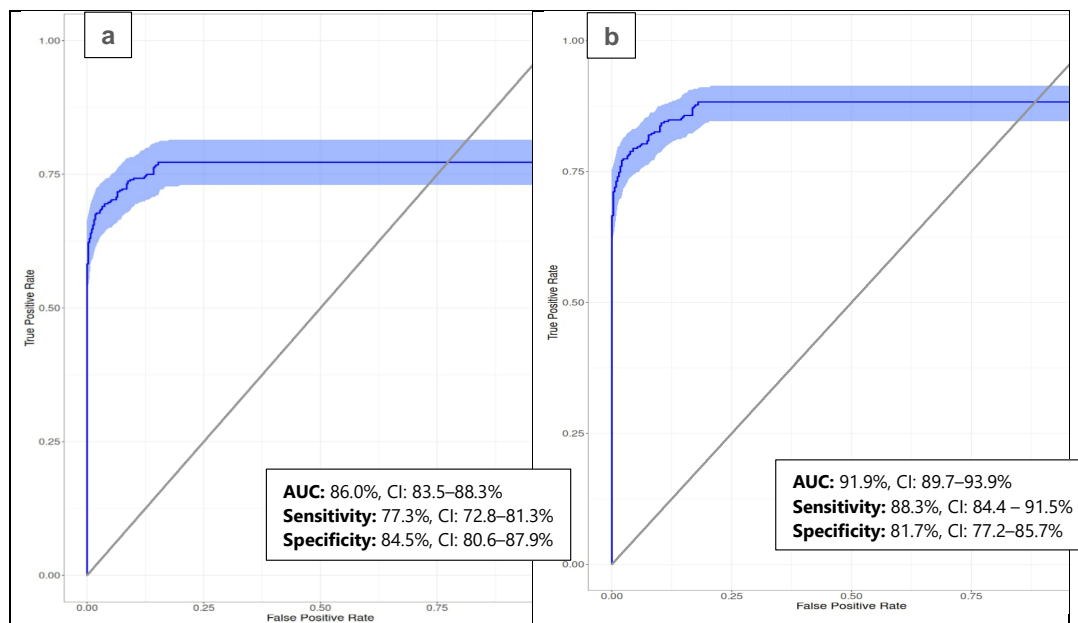 a
1.00
0.75
0.50
0.25
0.00
True Positive Rate
0.00
0.25
0.50
0.75
False Positive Rate
AUC: 86.0%, CI: 83.5–88.3%
Sensitivity: 77.3%, CI: 72.8–81.3%
Specificity: 84.5%, CI: 80.6–87.9%
b
1.00
0.75
0.50
0.25
0.00
True Positive Rate
0.00
0.25
0.50
0.75
False Positive Rate
AUC: 91.9%, CI: 89.7–93.9%
Sensitivity: 88.3%, CI: 84.4 – 91.5%
Specificity: 81.7%, CI: 77.2–85.7%